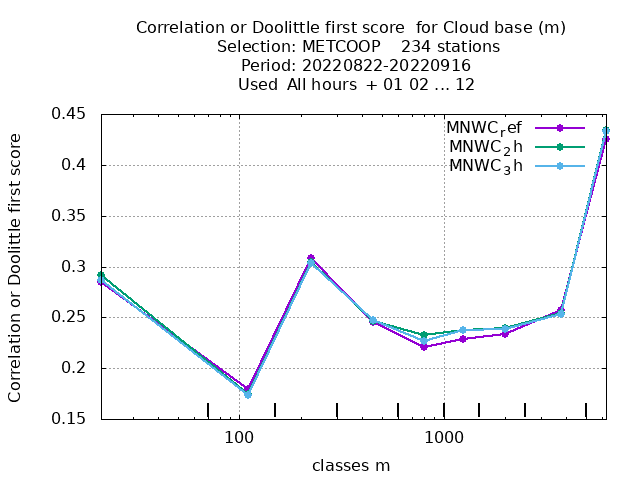 Correlation or Doolittle first score  for Cloud base (m)
Selection: METCOOP    234 stations
Period: 20220822-20220916
Used  All hours  + 01 02 ... 12
Correlation or Doolittle first score
0.45
0.4
0.35
0.3
0.25
0.2
0.15
MNWC_ref
MNWC_2h
MNWC_3h
100 1000
classes m